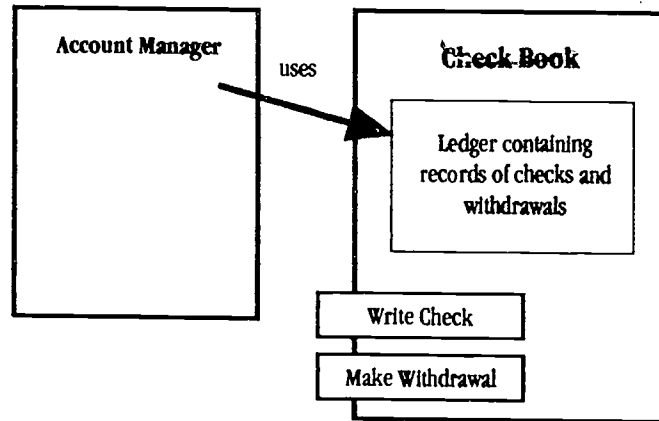 Account Manager
uses
Check Book
Ledger containing
records of checks and
withdrawals
Write Check
Make Withdrawal